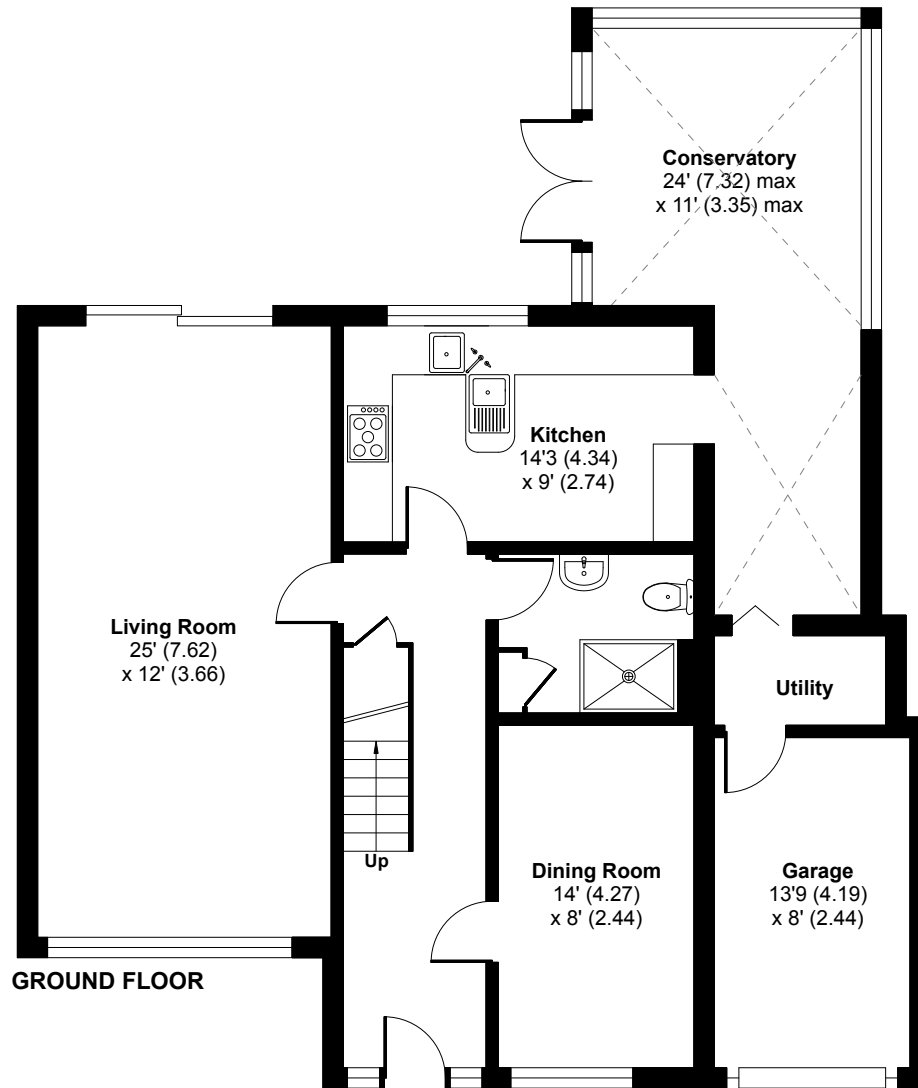 Conservatory
24' (7.32) max
x 11' (3.35) max
Kitchen
14'3 (4.34)
x 9' (2.74)
Living Room
25' (7.62)
x 12' (3.66)
Utility
Up
Dining Room
14' (4.27)
x 8' (2.44)
Garage
13'9 (4.19)
x 8' (2.44)
GROUND FLOOR